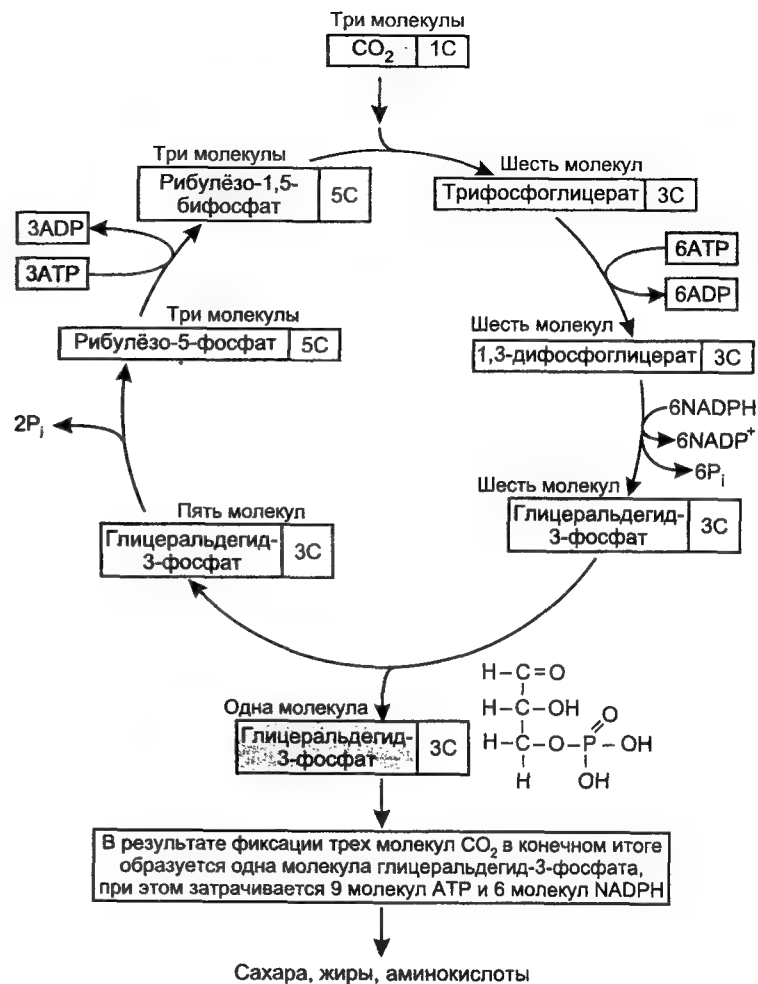 Три молекулы
CO₂ 1C
Три молекулы
Рибулёзо-1,5-
бифосфат 5C
Шесть молекул
Трифосфоглицерат 3C
3ADP
3ATP
6ATP
6ADP
Три молекулы
Рибулёзо-5-фосфат 5C
Шесть молекул
1,3-дифосфоглицерат 3C
2Pᵢ
6NADPH
6NADP⁺
6Pᵢ
Пять молекул
Глицеральдегид-
3-фосфат 3C
Шесть молекул
Глицеральдегид-
3-фосфат 3C
Одна молекула
Глицеральдегид-
3-фосфат 3C
H–C=O
H–C–OH O
H–C–O–P–OH
H OH
В результате фиксации трех молекул CO₂ в конечном итоге
образуется одна молекула глицеральдегид-3-фосфата,
при этом затрачивается 9 молекул ATP и 6 молекул NADPH
Сахара, жиры, аминокислоты